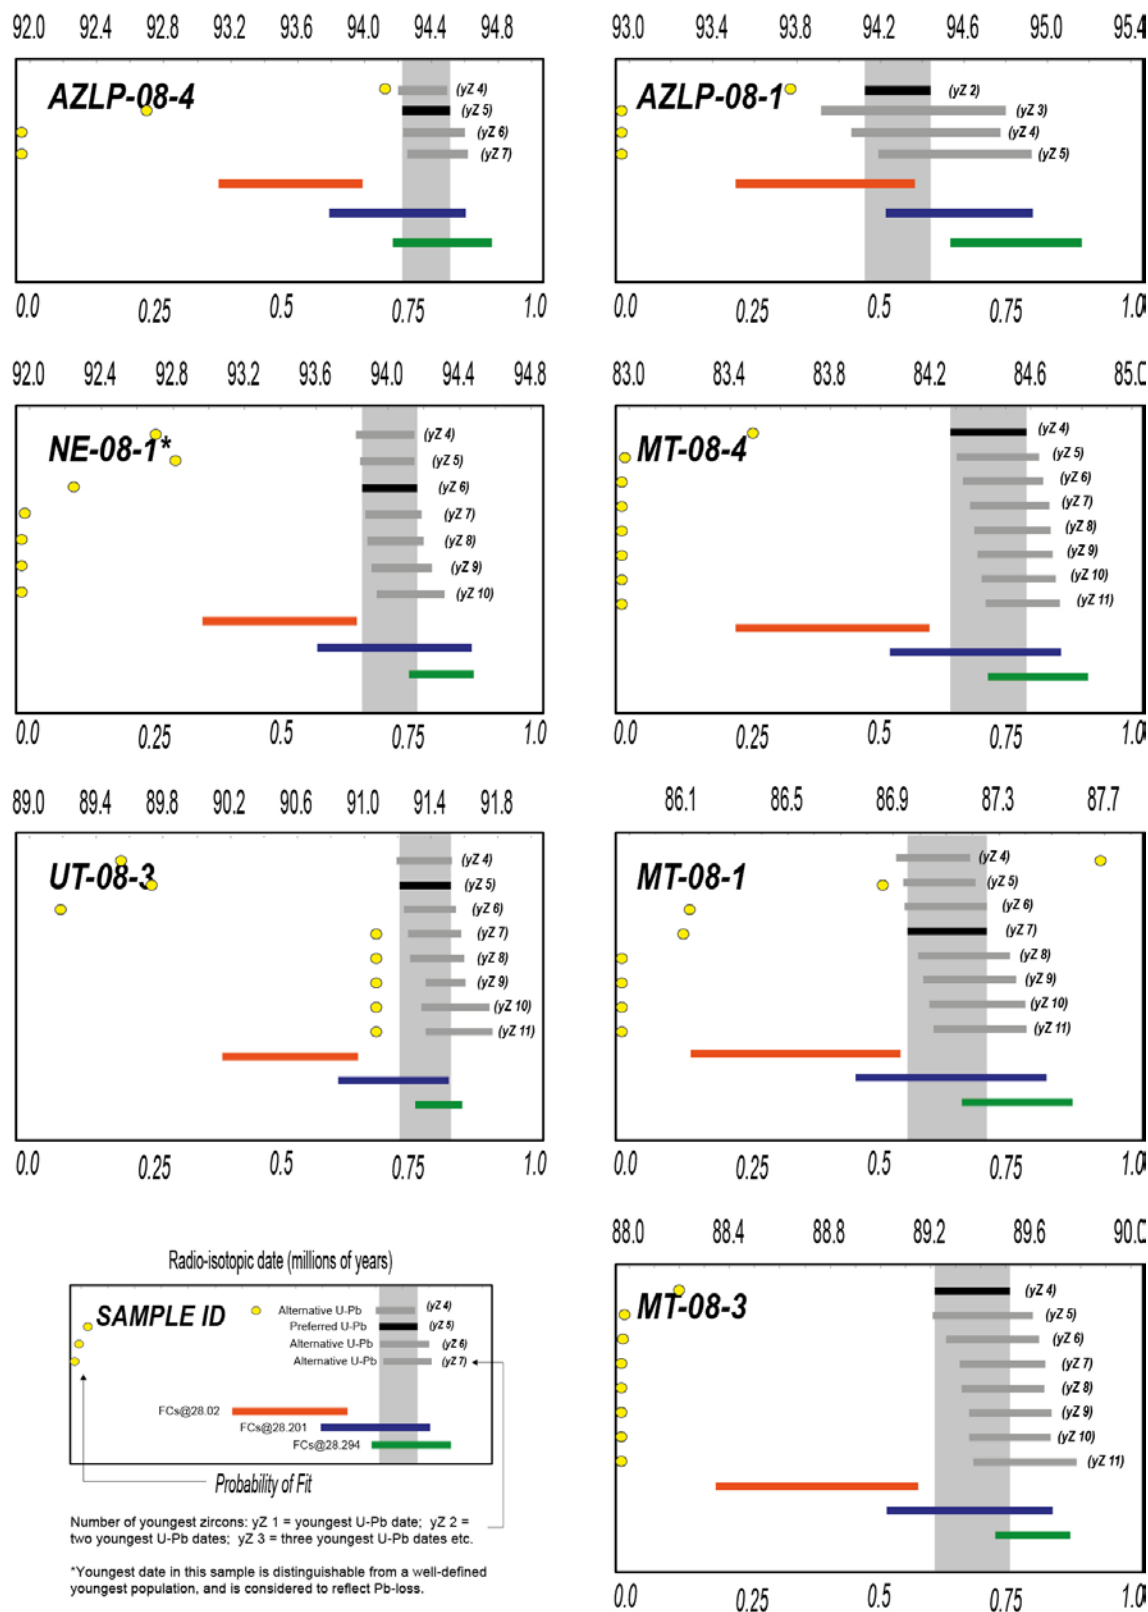 92.0 92.4 92.8 93.2 93.6 94.0 94.4 94.8
AZLP-08-4
(yZ 4)
(yZ 5)
(yZ 6)
(yZ 7)
0.0 0.25 0.5 0.75 1.0
93.0 93.4 93.8 94.2 94.6 95.0 95.4
AZLP-08-1
(yZ 2)
(yZ 3)
(yZ 4)
(yZ 5)
0.0 0.25 0.5 0.75 1.0
92.0 92.4 92.8 93.2 93.6 94.0 94.4 94.8
NE-08-1*
(yZ 4)
(yZ 5)
(yZ 6)
(yZ 7)
(yZ 8)
(yZ 9)
(yZ 10)
0.0 0.25 0.5 0.75 1.0
83.0 83.4 83.8 84.2 84.6 85.0
MT-08-4
(yZ 4)
(yZ 5)
(yZ 6)
(yZ 7)
(yZ 8)
(yZ 9)
(yZ 10)
(yZ 11)
0.0 0.25 0.5 0.75 1.0
89.0 89.4 89.8 90.2 90.6 91.0 91.4 91.8
UT-08-3
(yZ 4)
(yZ 5)
(yZ 6)
(yZ 7)
(yZ 8)
(yZ 9)
(yZ 10)
(yZ 11)
0.0 0.25 0.5 0.75 1.0
86.1 86.5 86.9 87.3 87.7
MT-08-1
(yZ 4)
(yZ 5)
(yZ 6)
(yZ 7)
(yZ 8)
(yZ 9)
(yZ 10)
(yZ 11)
0.0 0.25 0.5 0.75 1.0
Radio-isotopic date (millions of years)
SAMPLE ID
Alternative U-Pb (yZ 4)
Preferred U-Pb (yZ 5)
Alternative U-Pb (yZ 6)
Alternative U-Pb (yZ 7)
FCs@28.02
FCs@28.201
FCs@28.294
Probability of Fit
Number of youngest zircons: yZ 1 = youngest U-Pb date; yZ 2 =
two youngest U-Pb dates; yZ 3 = three youngest U-Pb dates etc.
*Youngest date in this sample is distinguishable from a well-defined
youngest population, and is considered to reflect Pb-loss.
88.0 88.4 88.8 89.2 89.6 90.0
MT-08-3
(yZ 4)
(yZ 5)
(yZ 6)
(yZ 7)
(yZ 8)
(yZ 9)
(yZ 10)
(yZ 11)
0.0 0.25 0.5 0.75 1.0